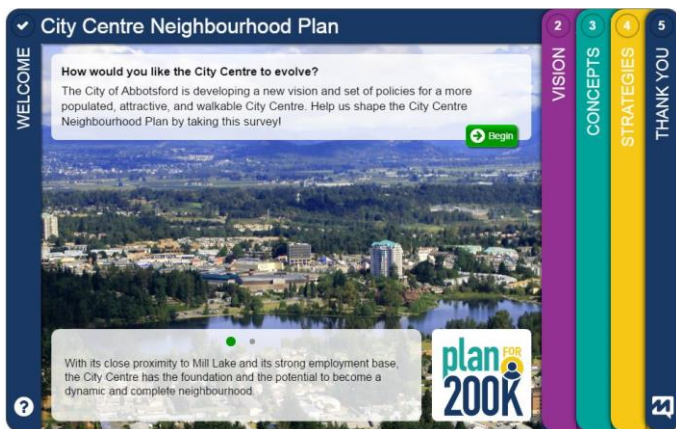 City Centre Neighbourhood Plan
WELCOME
How would you like the City Centre to evolve?
The City of Abbotsford is developing a new vision and set of policies for a more
populated, attractive, and walkable City Centre. Help us shape the City Centre
Neighbourhood Plan by taking this survey!
Begin
With its close proximity to Mill Lake and its strong employment base,
the City Centre has the foundation and the potential to become a
dynamic and complete neighbourhood
plan FOR
200K
?
2
VISION
3
CONCEPTS
4
STRATEGIES
5
THANK YOU